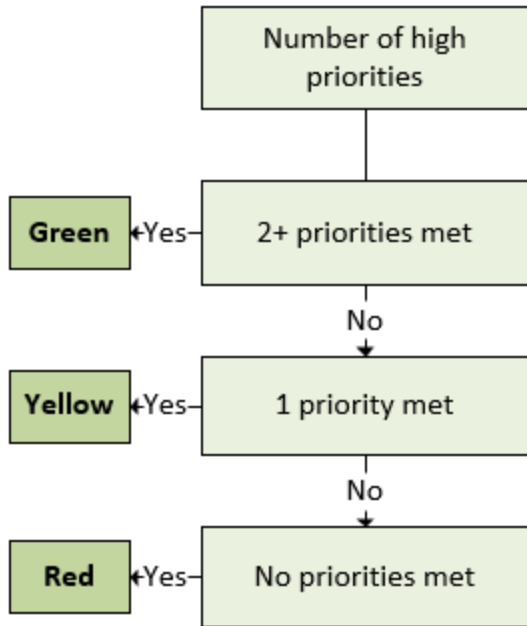 Number of high
priorities
Green
Yes
2+ priorities met
No
Yellow
Yes
1 priority met
No
Red
Yes
No priorities met